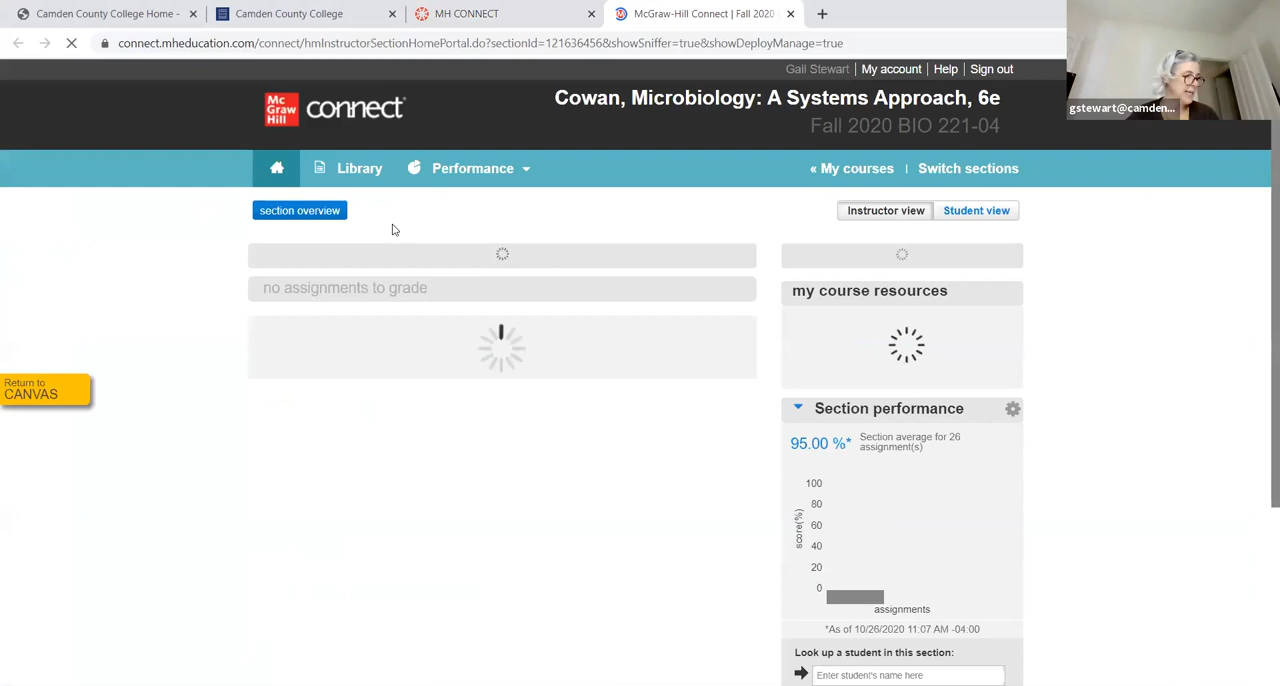 Camden County College Home -
Camden County College
MH CONNECT
McGraw-Hill Connect | Fall 2020
connect.mheducation.com/connect/hmInstructorSectionHomePortal.do?sectionId=121636456&showSniffer=true&showDeployManage=true
gstewart@camden...
Gail Stewart
My account
Help
Sign out
Mc
Graw
Hill
connect
Cowan, Microbiology: A Systems Approach, 6e
Fall 2020 BIO 221-04
Library
Performance
« My courses
Switch sections
section overview
Instructor view
Student view
no assignments to grade
my course resources
Return to
CANVAS
Section performance
95.00 %*
Section average for 26
assignment(s)
100
80
60
40
20
0
score(%)
assignments
*As of 10/26/2020 11:07 AM -04:00
Look up a student in this section:
Enter student's name here